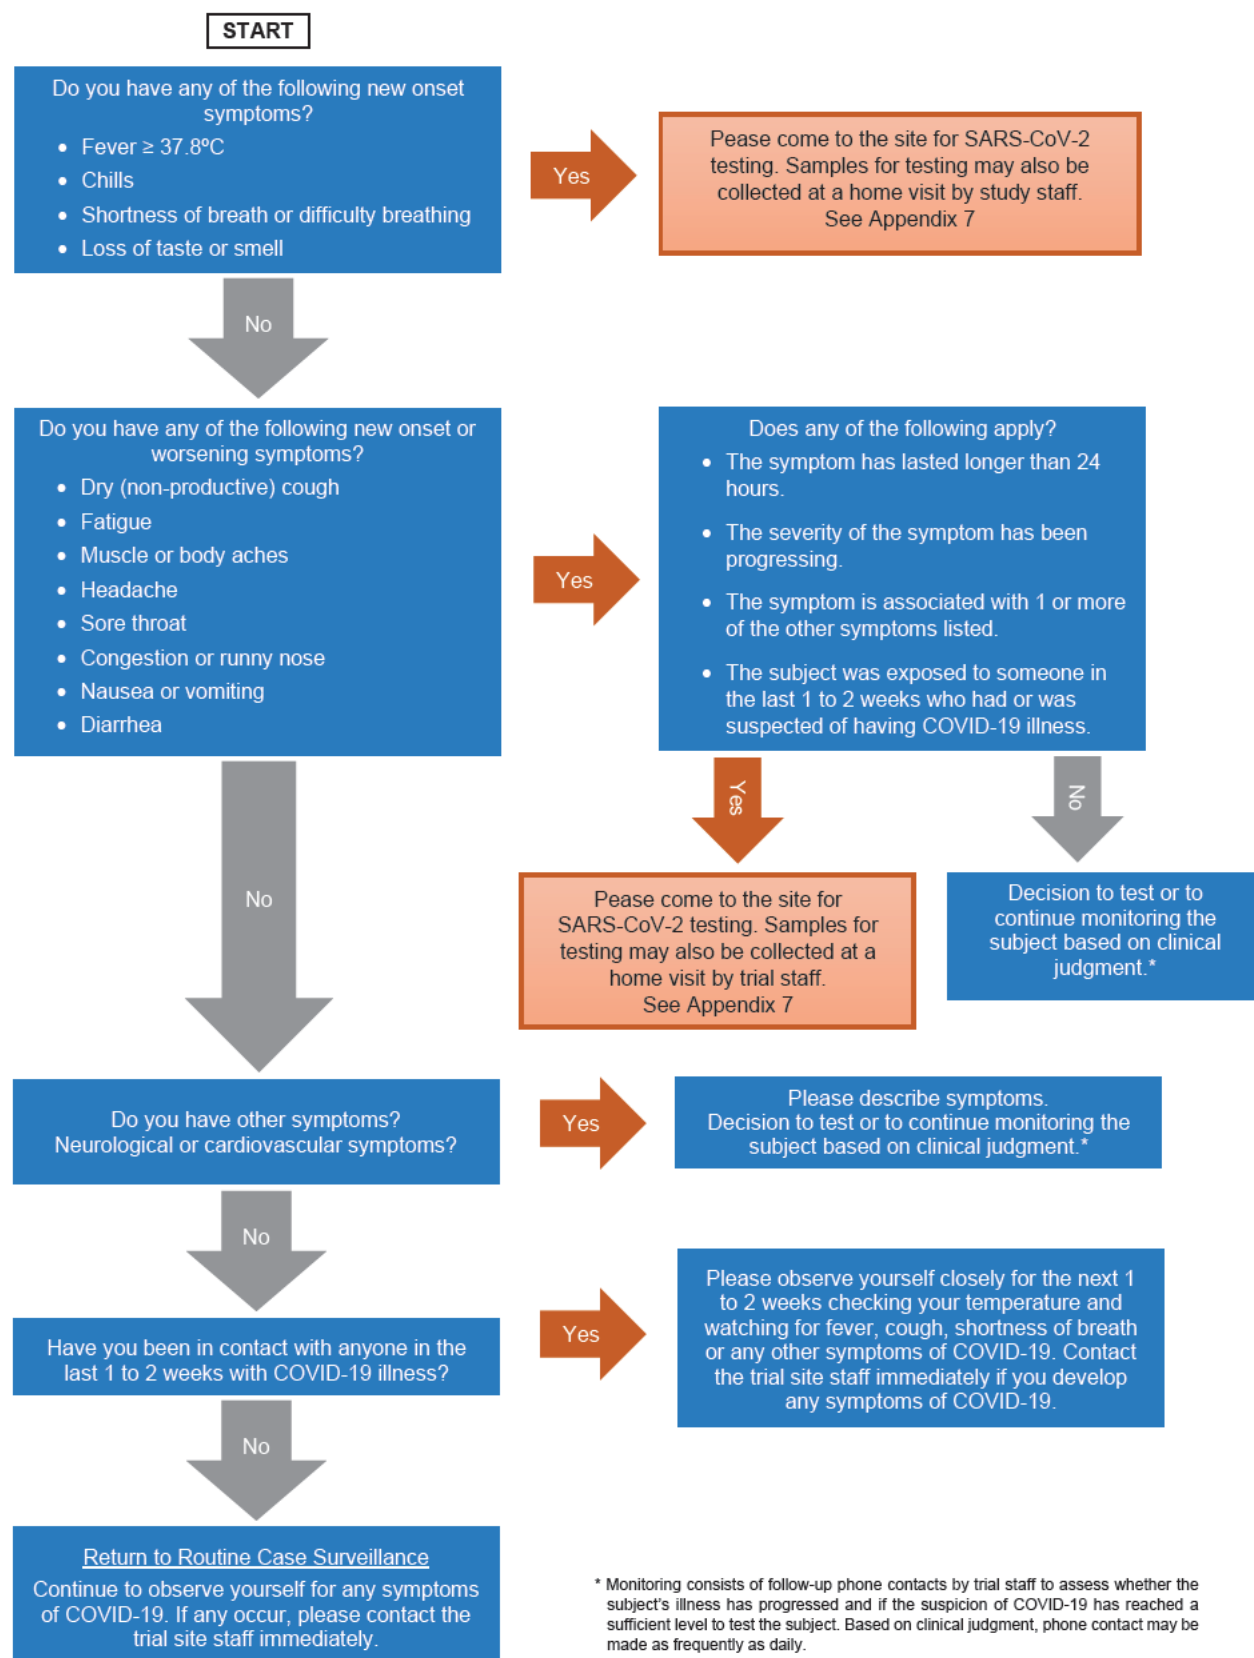 START
Do you have any of the following new onset
symptoms?
• Fever ≥ 37.8ºC
• Chills
• Shortness of breath or difficulty breathing
• Loss of taste or smell
Yes
Pease come to the site for SARS-CoV-2
testing. Samples for testing may also be
collected at a home visit by study staff.
See Appendix 7
No
Do you have any of the following new onset or
worsening symptoms?
• Dry (non-productive) cough
• Fatigue
• Muscle or body aches
• Headache
• Sore throat
• Congestion or runny nose
• Nausea or vomiting
• Diarrhea
Yes
Does any of the following apply?
• The symptom has lasted longer than 24
hours.
• The severity of the symptom has been
progressing.
• The symptom is associated with 1 or more
of the other symptoms listed.
• The subject was exposed to someone in
the last 1 to 2 weeks who had or was
suspected of having COVID-19 illness.
Yes
No
Pease come to the site for
SARS-CoV-2 testing. Samples for
testing may also be collected at a
home visit by trial staff.
See Appendix 7
Decision to test or to
continue monitoring the
subject based on clinical
judgment.*
No
Do you have other symptoms?
Neurological or cardiovascular symptoms?
Yes
Please describe symptoms.
Decision to test or to continue monitoring the
subject based on clinical judgment.*
No
Have you been in contact with anyone in the
last 1 to 2 weeks with COVID-19 illness?
Yes
Please observe yourself closely for the next 1
to 2 weeks checking your temperature and
watching for fever, cough, shortness of breath
or any other symptoms of COVID-19. Contact
the trial site staff immediately if you develop
any symptoms of COVID-19.
No
Return to Routine Case Surveillance
Continue to observe yourself for any symptoms
of COVID-19. If any occur, please contact the
trial site staff immediately.
* Monitoring consists of follow-up phone contacts by trial staff to assess whether the
subject's illness has progressed and if the suspicion of COVID-19 has reached a
sufficient level to test the subject. Based on clinical judgment, phone contact may be
made as frequently as daily.